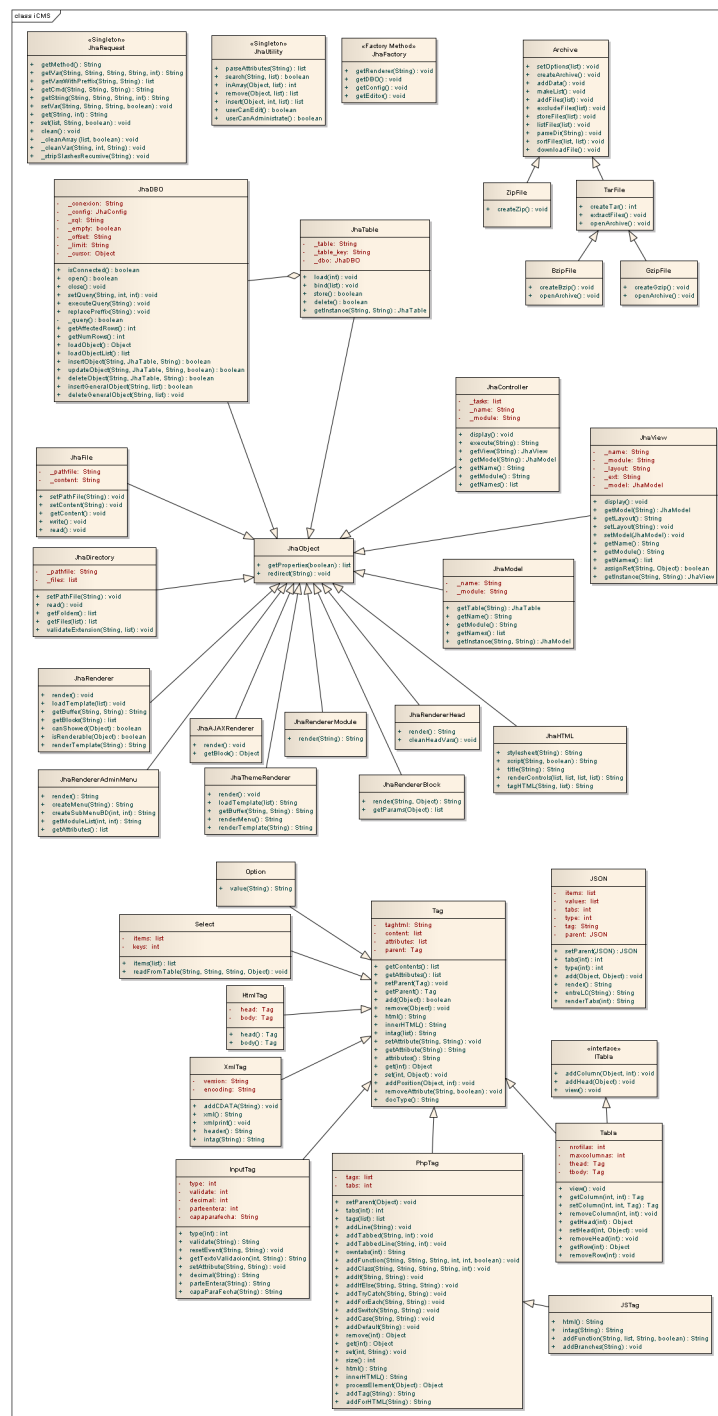 class iCMS
«Singleton»
JhaRequest
+ getMethod() : String
+ getVar(String, String, String, String, int) : String
+ getVarsWithPreffix(String, String) : list
+ getCmd(String, String, String) : String
+ getString(String, String, String, int) : String
+ setVar(String, String, String, boolean) : void
+ get(String, int) : String
+ set(list, String, boolean) : void
+ clean() : void
- _cleanArray (list, boolean) : void
- _cleanVar(String, int, String) : void
- _stripSlashesRecursive(String) : void
«Singleton»
JhaUtility
+ parseAttributes(String) : list
+ search(String, list) : boolean
+ inArray(Object, list) : int
+ remove(Object, list) : list
+ insert(Object, int, list) : list
+ userCanEdit() : boolean
+ userCanAdministrate() : boolean
«Factory Method»
JhaFactory
+ getRenderer(String) : void
+ getDBO() : void
+ getConfig() : void
+ getEditor() : void
Archive
+ setOptions(list) : void
+ createArchive() : void
+ addData() : void
+ makeList() : void
+ addFiles(list) : void
+ excludeFiles(list) : void
+ storeFiles(list) : void
+ listFiles(list) : void
+ parseDir(String) : void
+ sortFiles(list, list) : void
+ downloadFile() : void
ZipFile
+ createZip() : void
TarFile
+ createTar() : int
+ extractFiles() : void
+ openArchive() : void
BzipFile
+ createBzip() : void
+ openArchive() : void
GzipFile
+ createGzip() : void
+ openArchive() : void
JhaDBO
- _conexion: String
- _config: JhaConfig
- _sql: String
- _empty: boolean
- _offset: String
- _limit: String
- _cursor: Object
+ isConnected() : boolean
+ open() : boolean
+ close() : void
+ setQuery(String, int, int) : void
+ executeQuery(String) : void
+ replacePrefix(String) : void
- _query() : boolean
+ getAffectedRows() : int
+ getNumRows() : int
+ loadObject() : Object
+ loadObjectList() : list
+ insertObject(String, JhaTable, String) : boolean
+ updateObject(String, JhaTable, String, boolean) : boolean
+ deleteObject(String, JhaTable, String) : boolean
+ insertGeneralObject(String, list) : boolean
+ deleteGeneralObject(String, list) : void
JhaTable
- _table: String
- _table_key: String
- _dbo: JhaDBO
+ load(int) : void
+ bind(list) : void
+ store() : boolean
+ delete() : boolean
+ getInstance(String, String) : JhaTable
JhaController
- _tasks: list
- _name: String
- _module: String
+ display() : void
+ execute(String) : String
+ getView(String) : JhaView
+ getModel(String) : JhaModel
+ getName() : String
+ getModule() : String
+ getNames() : list
JhaView
- _name: String
- _module: String
- _layout: String
- _ext: String
- _model: JhaModel
+ display() : void
+ getModel(String) : JhaModel
+ getLayout() : String
+ setLayout(String) : void
+ setModel(JhaModel) : void
+ getName() : String
+ getModule() : String
+ getNames() : list
+ assignRef(String, Object) : boolean
+ getInstance(String, String) : JhaView
JhaFile
- _pathfile: String
- _content: String
+ setPathFile(String) : void
+ setContent(String) : void
+ getContent() : void
+ write() : void
+ read() : void
JhaObject
+ getProperties(boolean) : list
+ redirect(String) : void
JhaDirectory
- _pathfile: String
- _files: list
+ setPathFile(String) : void
+ read() : void
+ getFolders() : list
+ getFiles(list) : list
+ validateExtension(String, list) : void
JhaModel
- _name: String
- _module: String
+ getTable(String) : JhaTable
+ getName() : String
+ getModule() : String
+ getNames() : list
+ getInstance(String, String) : JhaModel
JhaRenderer
+ render() : void
+ loadTemplate(list) : void
+ getBuffer(String, String) : String
+ getBlocks(String) : list
+ canShowed(Object) : boolean
+ isRenderable(Object) : boolean
+ renderTemplate(String) : String
JhaAJAXRenderer
+ render() : void
+ getBlock() : Object
JhaRendererModule
+ render(String) : String
JhaRendererHead
+ render() : String
+ cleanHeadVars() : void
JhaHTML
+ stylesheet(String) : String
+ script(String, boolean) : String
+ title(String) : String
+ renderControls(list, list, list, list) : String
+ tagHTML(String, list) : String
JhaRendererAdminMenu
+ render() : String
+ createMenu(String) : String
+ createSubMenuBD(int, int) : String
+ getModuleList(int, int) : String
+ getAttributes() : list
JhaThemeRenderer
+ render() : void
+ loadTemplate(list) : void
+ getBuffer(String, String) : String
+ renderMenu() : String
+ renderTemplate(String) : String
JhaRendererBlock
+ render(String, Object) : String
+ getParams(Object) : list
Option
+ value(String) : String
Select
- items: list
- keys: int
+ items(list) : list
+ readFromTable(String, String, String, Object) : void
HtmlTag
- head: Tag
- body: Tag
+ head() : Tag
+ body() : Tag
XmlTag
- version: String
- encoding: String
+ addCDATA(String) : void
+ xml() : String
+ xmlprint() : void
+ header() : String
+ intag(String) : String
Tag
- taghtml: String
- content: list
- attributes: list
- parent: Tag
+ getContents() : list
+ getAttributes() : list
+ setParent(Tag) : void
+ getParent() : Tag
+ add(Object) : boolean
+ remove(Object) : void
+ html() : String
+ innerHTML() : String
+ intag(list) : String
+ setAttribute(String, String) : void
+ getAttribute(String) : String
+ attributes() : String
+ get(int) : Object
+ set(int, Object) : void
+ addPosition(Object, int) : void
+ removeAttribute(String, boolean) : void
+ docType() : String
JSON
- items: list
- values: list
- tabs: int
- type: int
- tag: String
- parent: JSON
+ setParent(JSON) : JSON
+ tabs(int) : int
+ type(int) : int
+ add(Object, Object) : void
+ render() : String
+ entreLC(String) : String
+ renderTabs(int) : String
«interface»
ITabla
+ addColumn(Object, int) : void
+ addHead(Object) : void
+ view() : void
Tabla
- nrofilas: int
- maxcolumnas: int
- thead: Tag
- tbody: Tag
+ view() : void
+ getColumn(int, int) : Tag
+ setColumn(int, int, Tag) : Tag
+ removeColumn(int, int) : void
+ getHead(int) : Object
+ setHead(int, Object) : void
+ removeHead(int) : void
+ getRow(int) : Object
+ removeRow(int) : void
InputTag
- type: int
- validate: int
- decimal: int
- parteentera: int
- capaparafecha: String
+ type(int) : int
+ validate(String) : String
+ resetEvent(String, String) : void
+ getTextoValidacion(int, String) : String
+ setAttribute(String, String) : void
+ decimal(String) : String
+ parteEntera(String) : String
+ capaParaFecha(String) : String
PhpTag
- tags: list
- tabs: int
+ setParent(Object) : void
+ tabs(int) : int
+ tags(list) : list
+ addLine(String) : void
+ addTabbed(String, int) : void
+ addTabbedLine(String, int) : void
+ owntabs(int) : String
+ addFunction(String, String, String, int, int, boolean) : void
+ addClass(String, String, String, String, int) : void
+ addIf(String, String) : void
+ addIfElse(String, String, String) : void
+ addTryCatch(String, String) : void
+ addForEach(String, String) : void
+ addSwitch(String, String) : void
+ addCase(String, String) : void
+ addDefault(String) : void
+ remove(int) : Object
+ get(int) : Object
+ set(int, String) : void
+ size() : int
+ html() : String
+ innerHTML() : String
+ processElement(Object) : Object
+ addTag(String) : String
+ addForHTML(String) : String
JSTag
+ html() : String
+ intag(String) : String
+ addFunction(String, list, String, boolean) : String
+ addBranches(String) : void